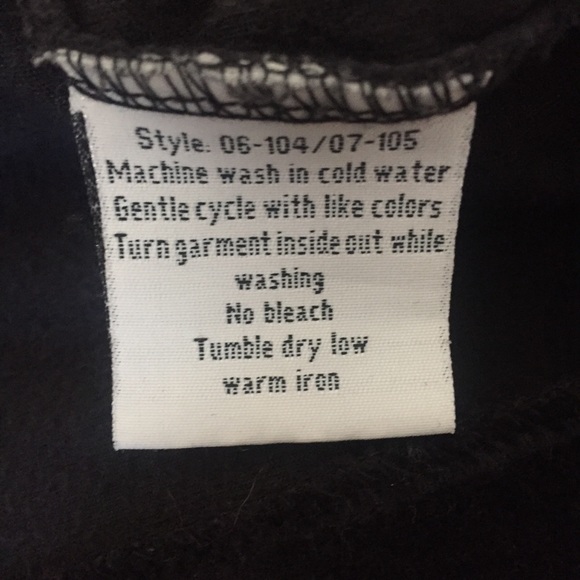 Style: 06-104/07-105
Machine wash in cold water
Gentle cycle with like colors
Turn garment inside out while
washing
No bleach
Tumble dry low
warm iron